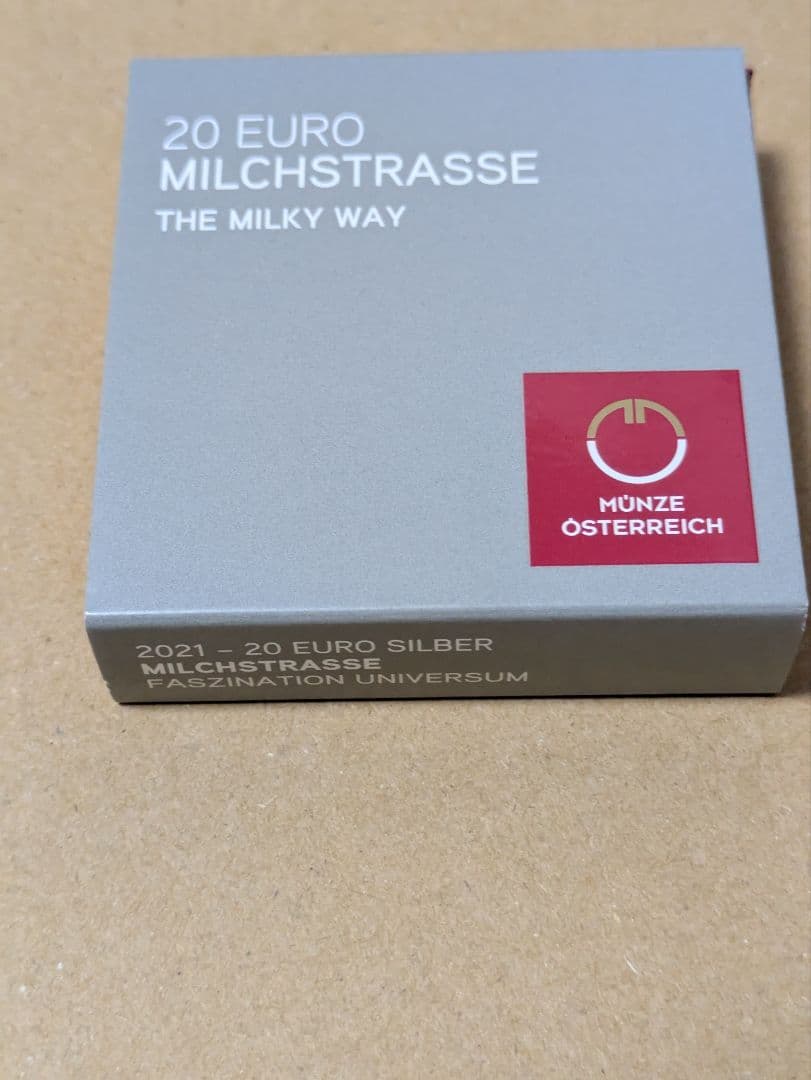 20 EURO
MILCHSTRASSE
THE MILKY WAY
MÜNZE
ÖSTERREICH
2021 – 20 EURO SILBER
MILCHSTRASSE
FASZINATION UNIVERSUM